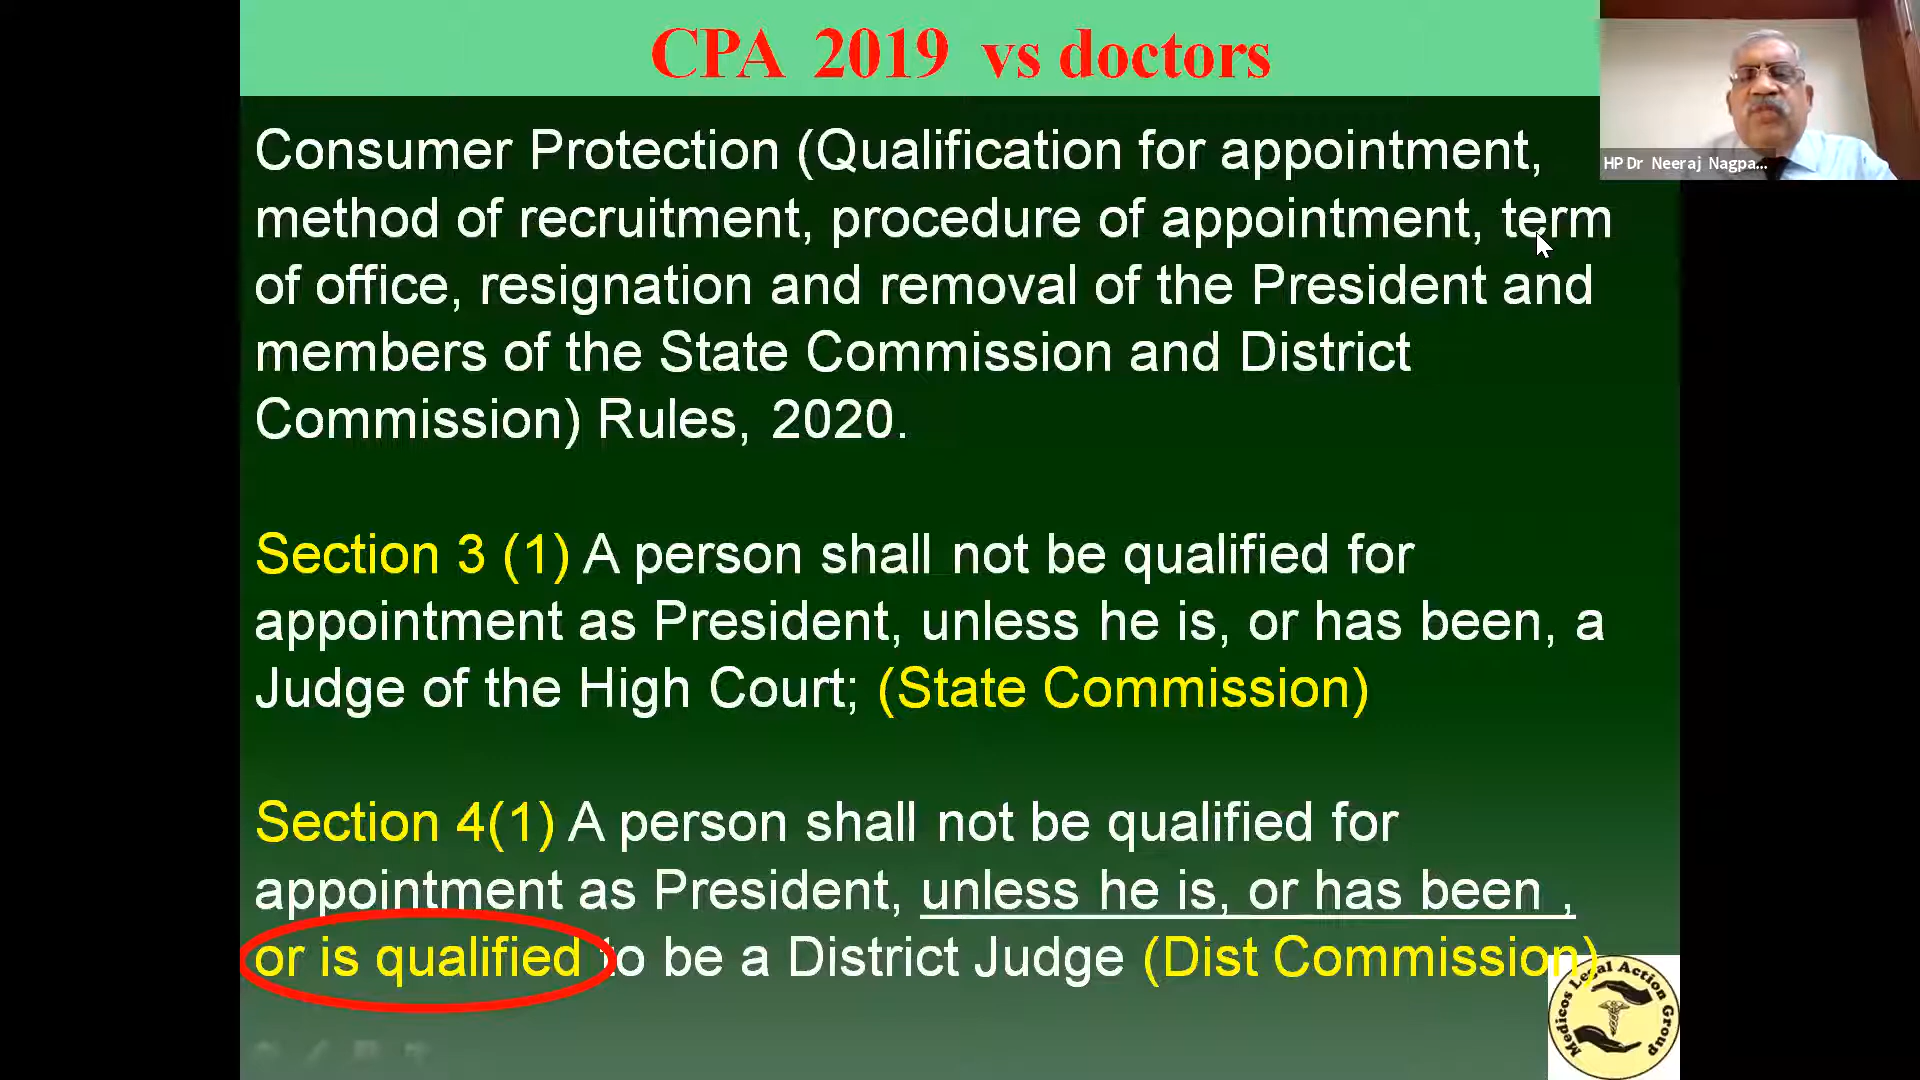 CPA 2019 vs doctors
HP Dr Neeraj Nagpa...
Consumer Protection (Qualification for appointment,
method of recruitment, procedure of appointment, term
of office, resignation and removal of the President and
members of the State Commission and District
Commission) Rules, 2020.
Section 3 (1) A person shall not be qualified for
appointment as President, unless he is, or has been, a
Judge of the High Court; (State Commission)
Section 4(1) A person shall not be qualified for
appointment as President, unless he is, or has been ,
or is qualified to be a District Judge (Dist Commission)
Medicos Legal Action Group